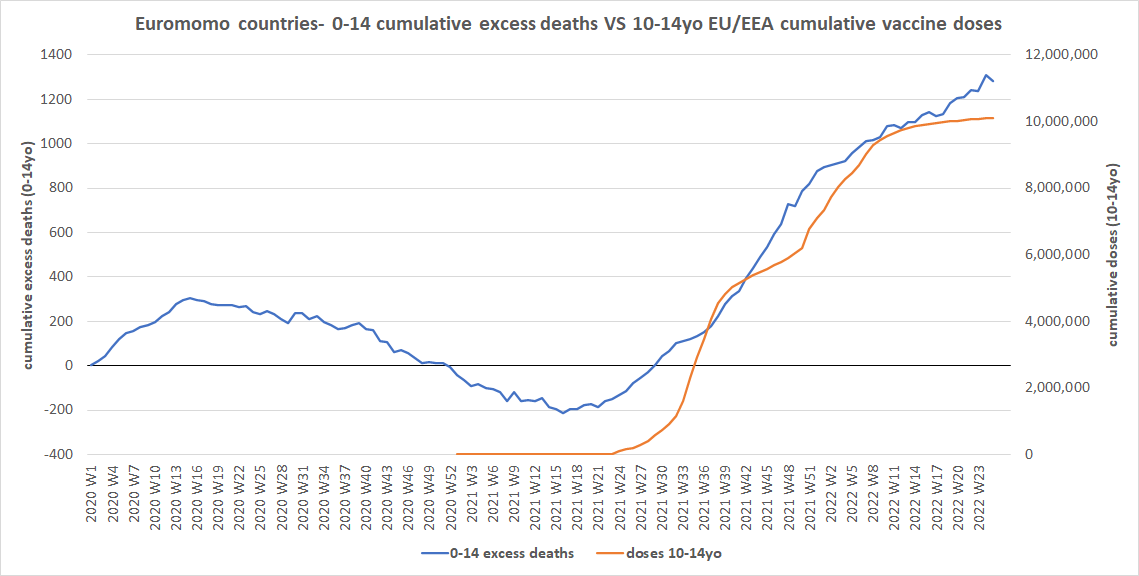 Euromomo countries- 0-14 cumulative excess deaths VS 10-14yo EU/EEA cumulative vaccine doses
cumulative excess deaths (0-14yo)
1400
1200
1000
800
600
400
200
0
-200
-400
12,000,000
10,000,000
8,000,000
6,000,000
4,000,000
2,000,000
0
cumulative doses (10-14yo)
2020 W1
2020 W4
2020 W7
2020 W10
2020 W13
2020 W16
2020 W19
2020 W22
2020 W25
2020 W28
2020 W31
2020 W34
2020 W37
2020 W40
2020 W43
2020 W46
2020 W49
2020 W52
2021 W3
2021 W6
2021 W9
2021 W12
2021 W15
2021 W18
2021 W21
2021 W24
2021 W27
2021 W30
2021 W33
2021 W36
2021 W39
2021 W42
2021 W45
2021 W48
2021 W51
2022 W2
2022 W5
2022 W8
2022 W11
2022 W14
2022 W17
2022 W20
2022 W23
0-14 excess deaths
doses 10-14yo